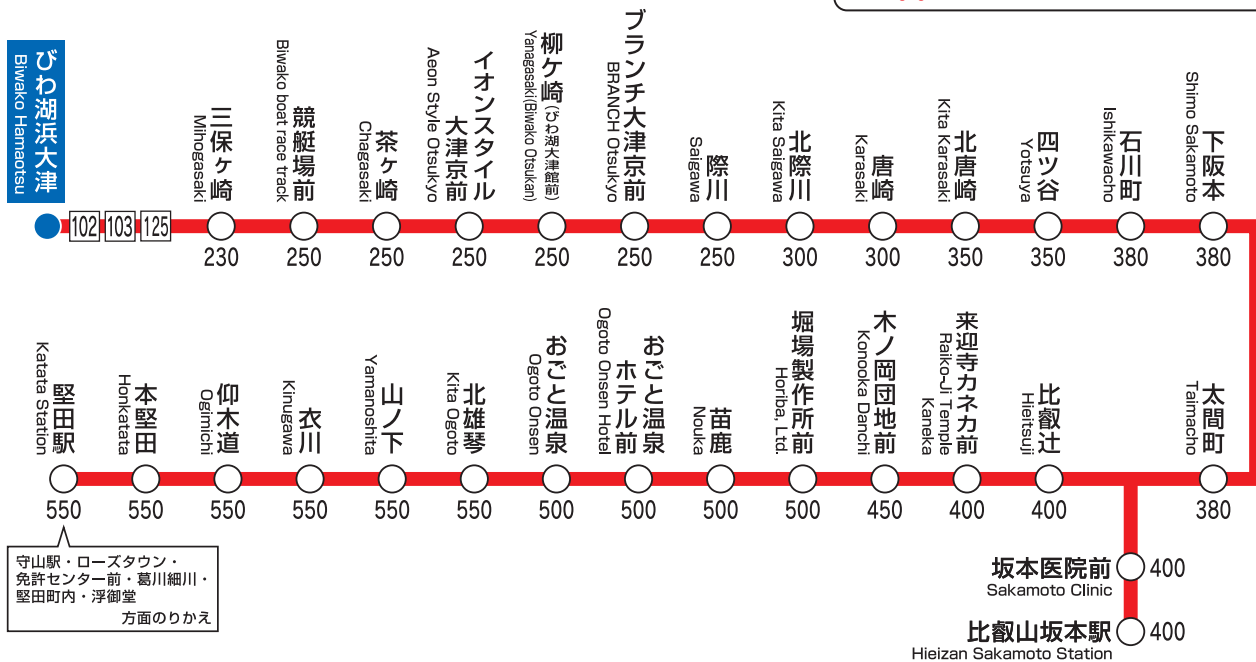 びわ湖浜大津
Biwako Hamaotsu
102 103 125
三保ヶ崎
Mihogasaki
230
競艇場前
Biwako boat race track
250
茶ヶ崎
Chagasaki
250
イオンスタイル
大津京前
Aeon Style Otsukyo
250
柳ケ崎(びわ湖大津館前)
Yanagasaki(Biwako Otsukan)
250
ブランチ大津京前
BRANCH Otsukyo
250
際川
Saigawa
250
北際川
Kita Saigawa
300
唐崎
Karasaki
300
北唐崎
Kita Karasaki
350
四ツ谷
Yotsuya
350
石川町
Ishikawacho
380
下阪本
Shimo Sakamoto
380
太間町
Taimacho
380
坂本医院前
Sakamoto Clinic
400
比叡山坂本駅
Hieizan Sakamoto Station
400
比叡辻
Hieitsuji
400
来迎寺カネカ前
Raiko-Ji Temple
Kaneka
400
木ノ岡団地前
Konooka Danchi
450
堀場製作所前
Horiba, Ltd.
500
苗鹿
Nouka
500
おごと温泉
ホテル前
Ogoto Onsen Hotel
500
おごと温泉
Ogoto Onsen
500
北雄琴
Kita Ogoto
550
山ノ下
Yamanoshita
550
衣川
Kinugawa
550
仰木道
Ogimichi
550
本堅田
Honkatata
550
堅田駅
Katata Station
550
守山駅・ローズタウン・
免許センター前・葛川細川・
堅田町内・浮御堂
方面のりかえ